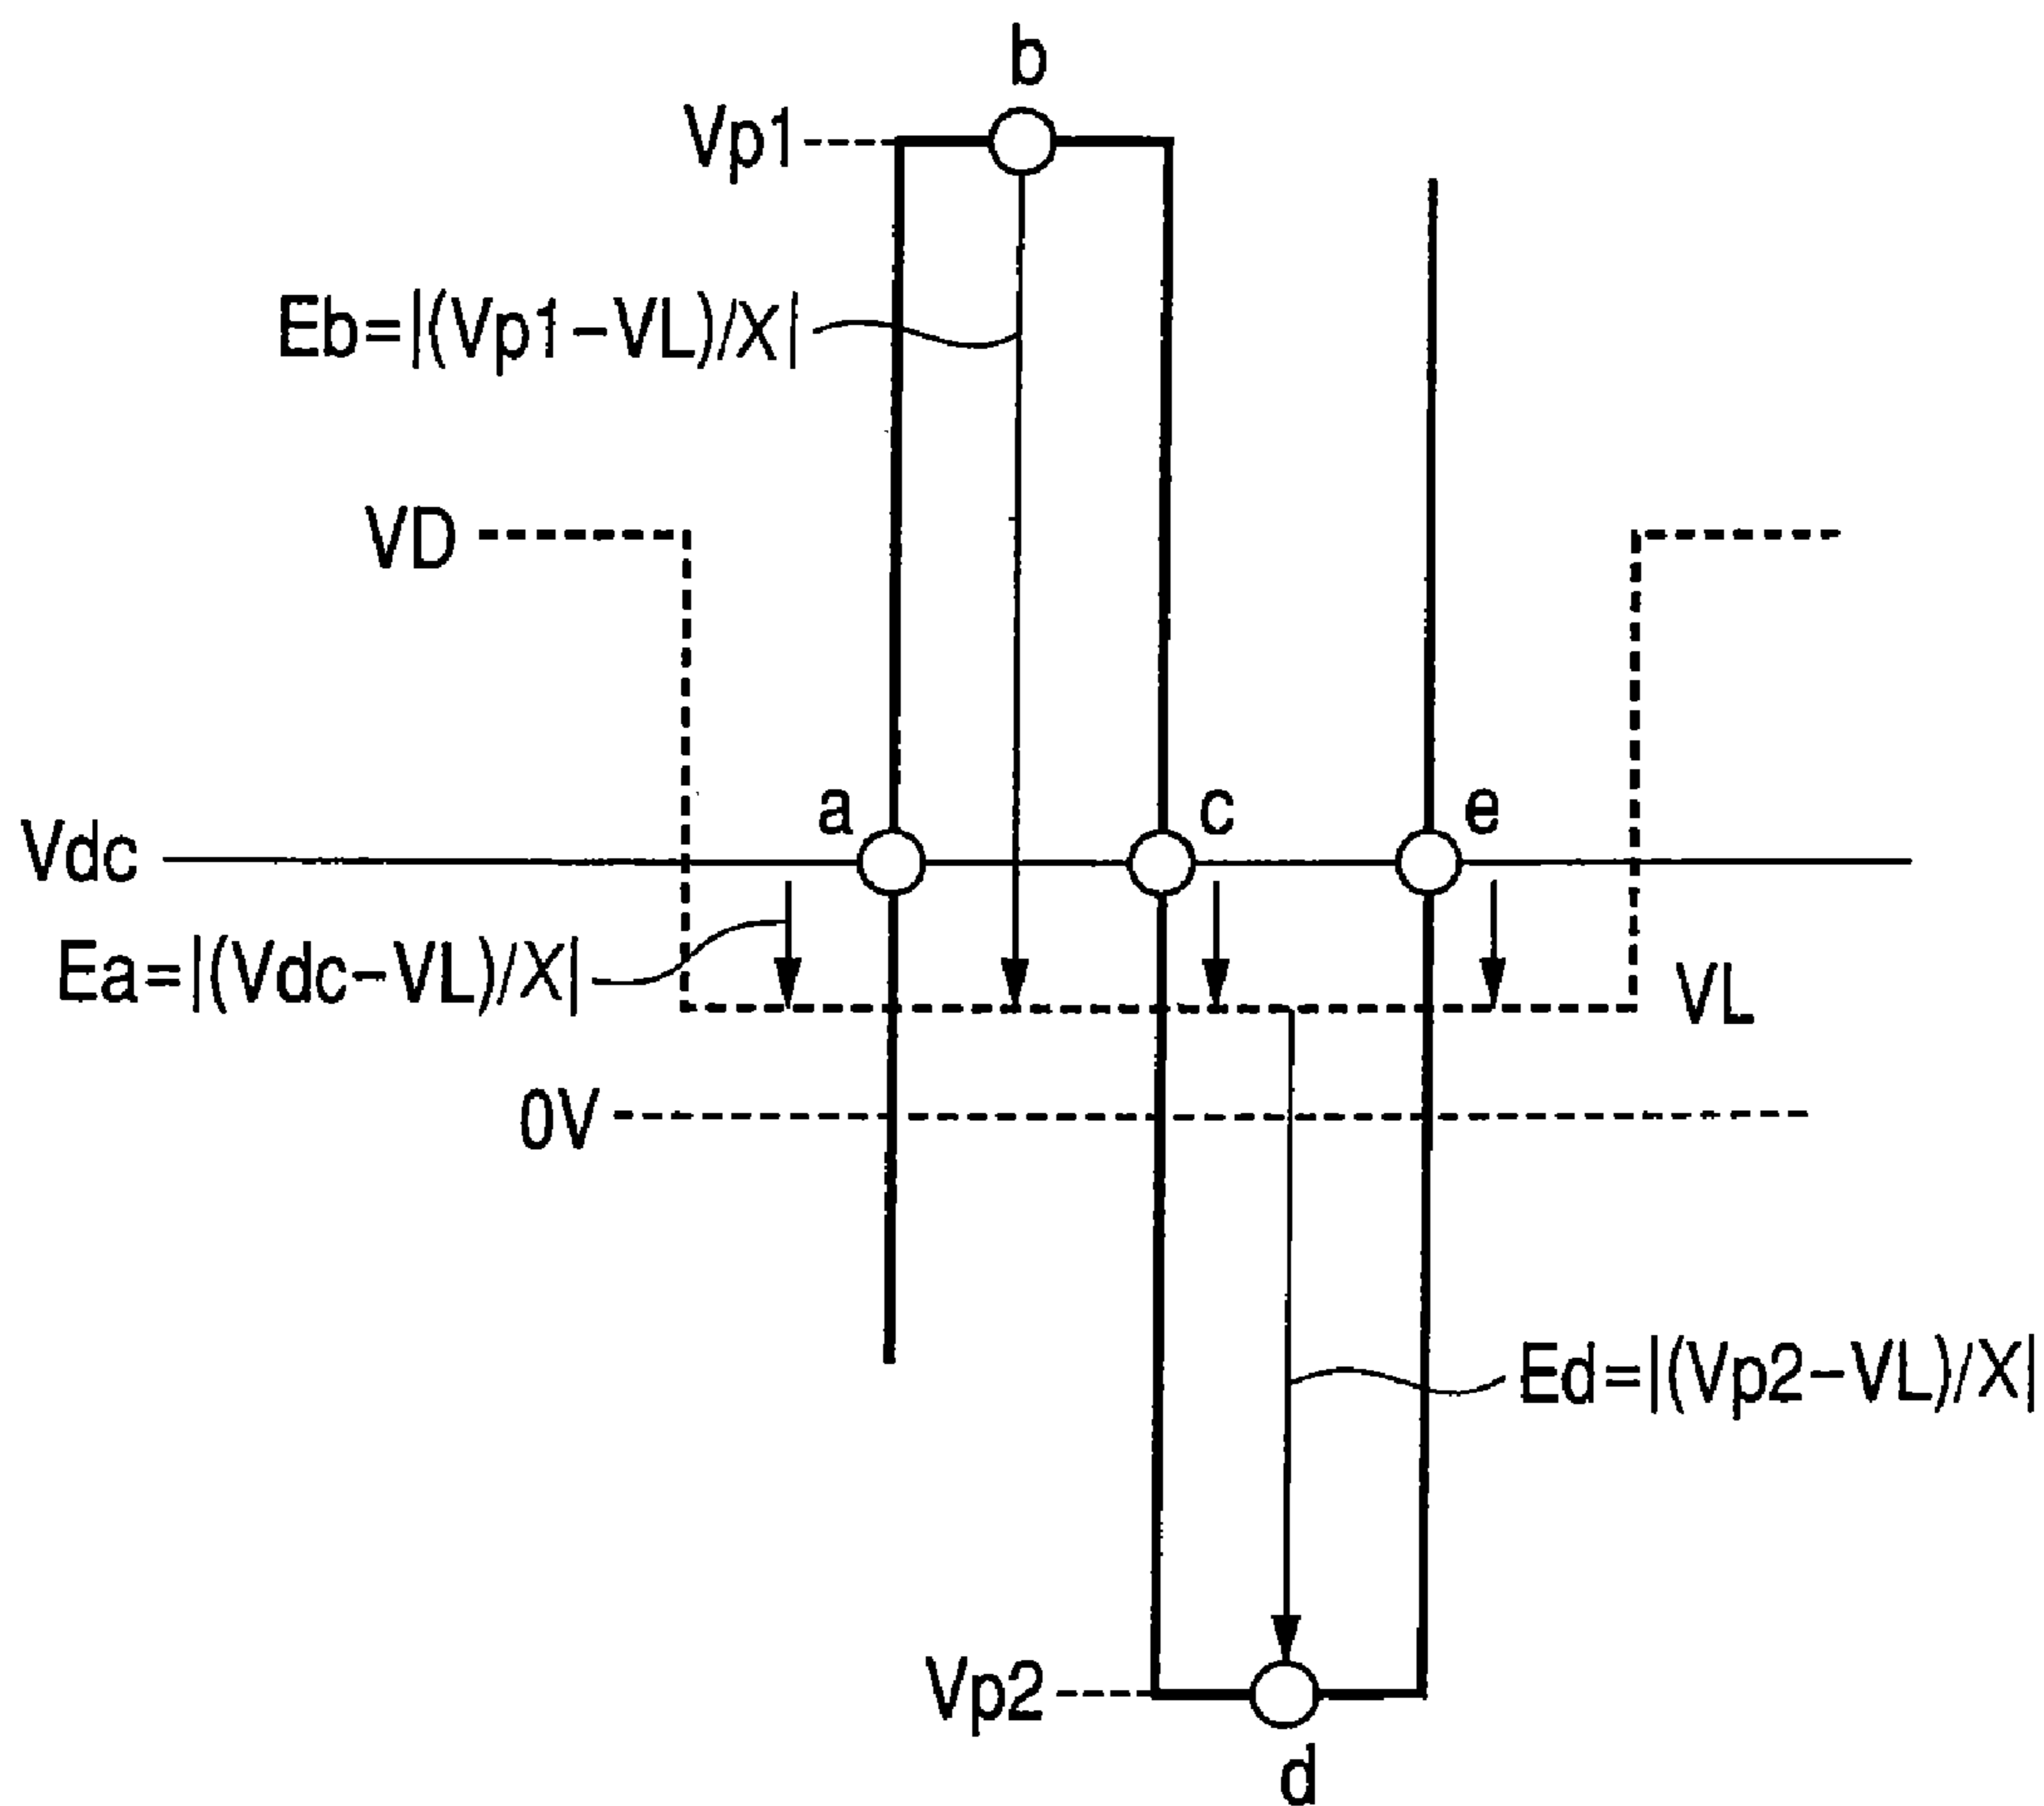 b
Vp1
Eb=|(Vp1-VL)/X|
VD
a
c
e
Vdc
Ea=|(Vdc-VL)/X|
VL
0V
Ed=|(Vp2-VL)/X|
Vp2
d